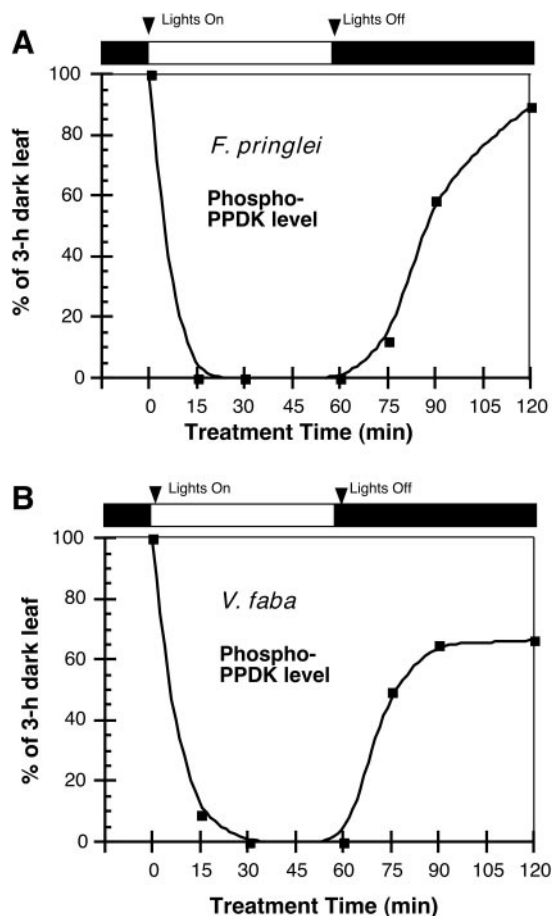 Lights On Lights Off
A
100
80
60
40
20
0
% of 3-h dark leaf
F. pringlei
Phospho-
PPDK level
0 15 30 45 60 75 90 105 120
Treatment Time (min)
Lights On Lights Off
B
100
80
60
40
20
0
% of 3-h dark leaf
V. faba
Phospho-
PPDK level
0 15 30 45 60 75 90 105 120
Treatment Time (min)